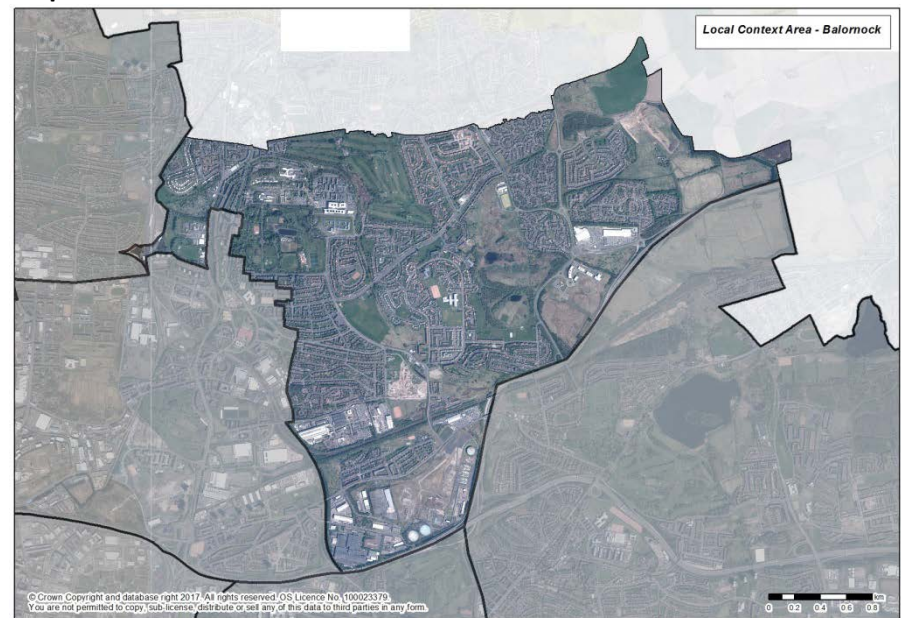 Local Context Area - Balornock
© Crown Copyright and database right 2017. All rights reserved. OS Licence No. 100023379.
You are not permitted to copy, sub-license, distribute or sell any of this data to third parties in any form.
km
0 0.2 0.4 0.6 0.8